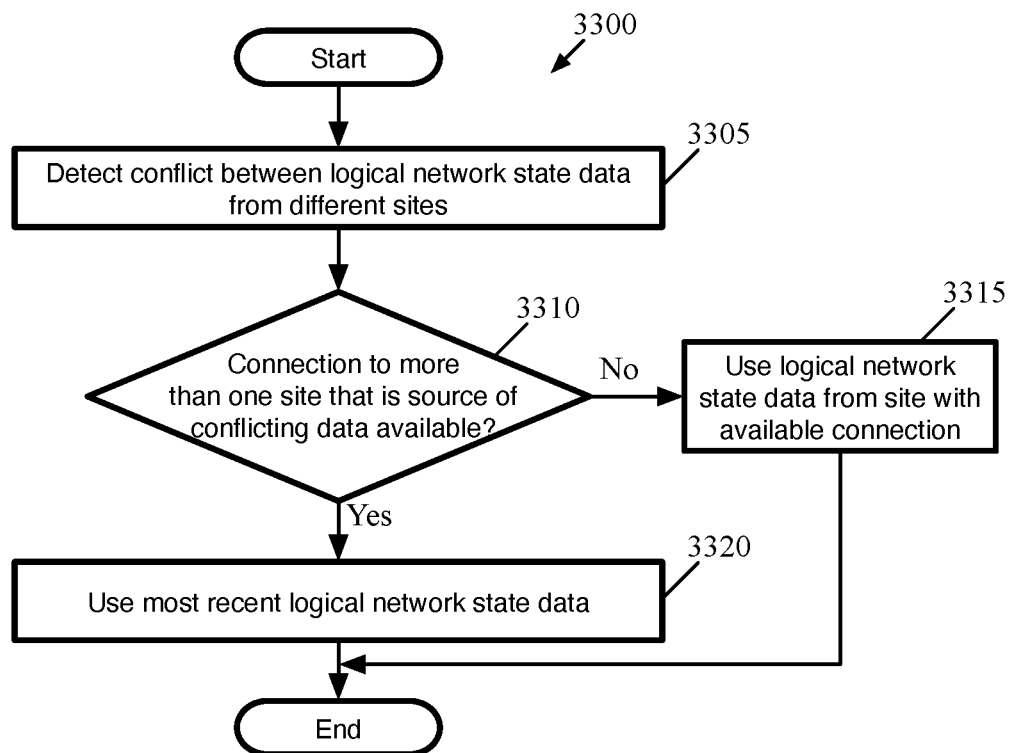 3300
Start
3305
Detect conflict between logical network state data
from different sites
3310
3315
Connection to more
than one site that is source of
conflicting data available?
No
Use logical network
state data from site with
available connection
Yes
3320
Use most recent logical network state data
End